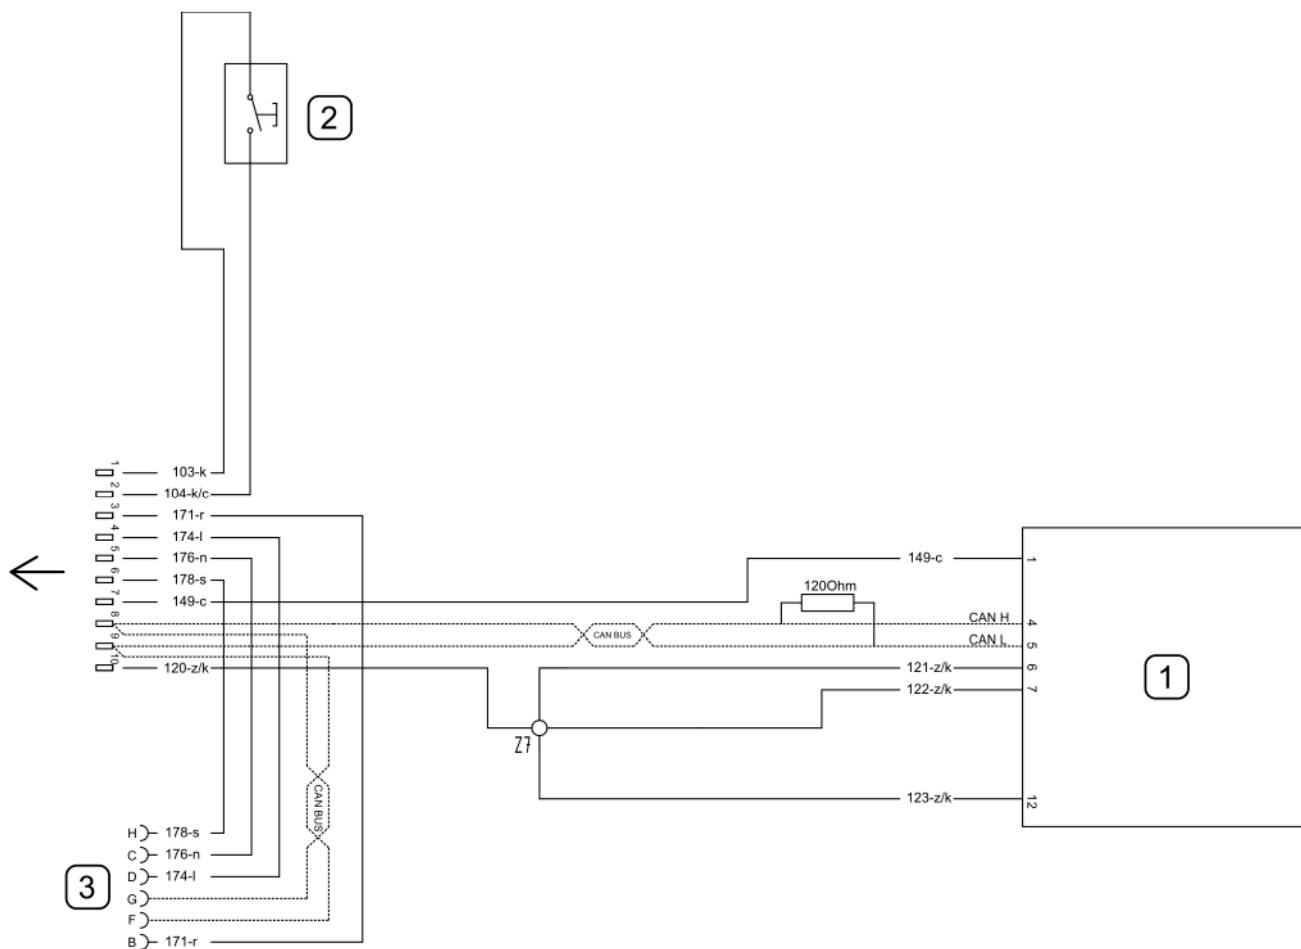 2
1
103-k
2
104-k/c
3
171-r
4
174-l
5
176-n
149-c
1
6
178-s
120Ohm
7
149-c
8
CAN H
4
9
CAN BUS
CAN L
5
10
120-z/k
121-z/k
6
122-z/k
7
1
Z7
CAN BUS
123-z/k
12
H
178-s
C
176-n
3
D
174-l
G
F
B
171-r